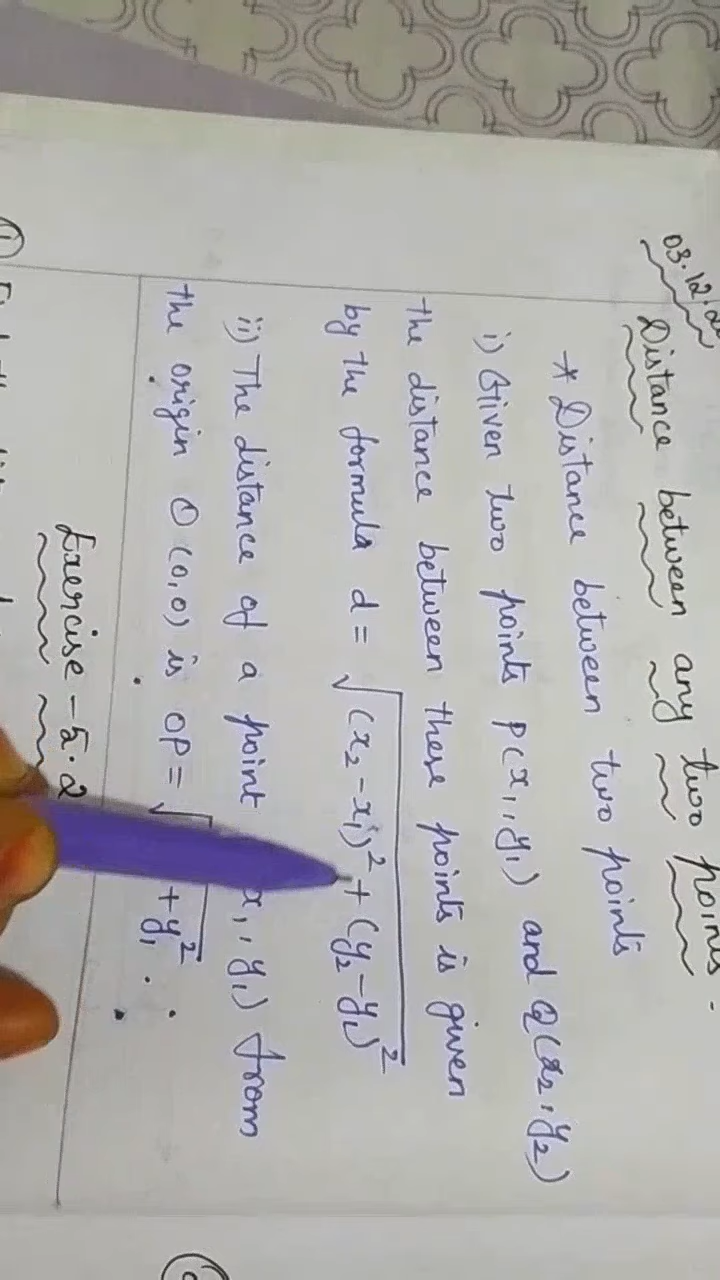 03.12.2
Distance between any two points.
* Distance between two points
i) Given two points P(x₁, y₁) and Q(x₂, y₂)
the distance between these points is given
by the formula d = √(x₂ - x₁)² + (y₂ - y₁)²
ii) The distance of a point x₁, y₁) from
the origin O (0,0) is OP = √ + y₁².
Exercise - 5.2